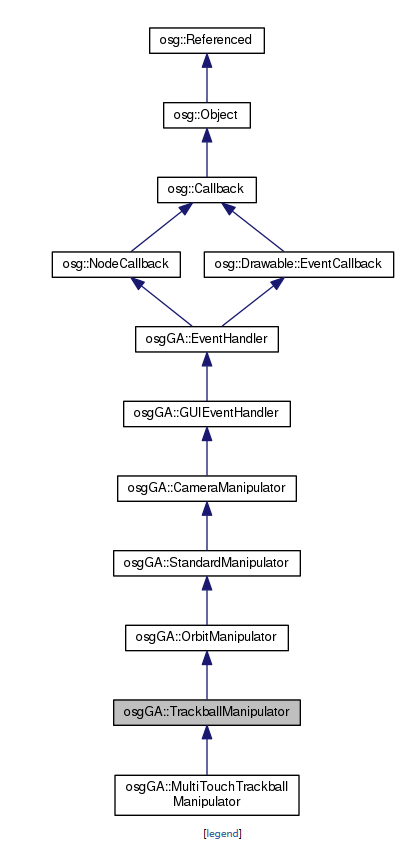 osg::Referenced
osg::Object
osg::Callback
osg::NodeCallback
osg::Drawable::EventCallback
osgGA::EventHandler
osgGA::GUIEventHandler
osgGA::CameraManipulator
osgGA::StandardManipulator
osgGA::OrbitManipulator
osgGA::TrackballManipulator
osgGA::MultiTouchTrackball
Manipulator
[legend]